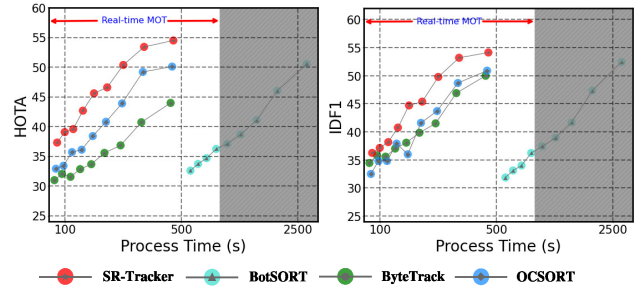 Real-time MOT
60
55
50
45
40
35
30
25
HOTA
100
500
2500
Process Time (s)
Real-time MOT
60
55
50
45
40
35
30
25
IDF1
100
500
2500
Process Time (s)
SR-Tracker
BotSORT
ByteTrack
OCSORT